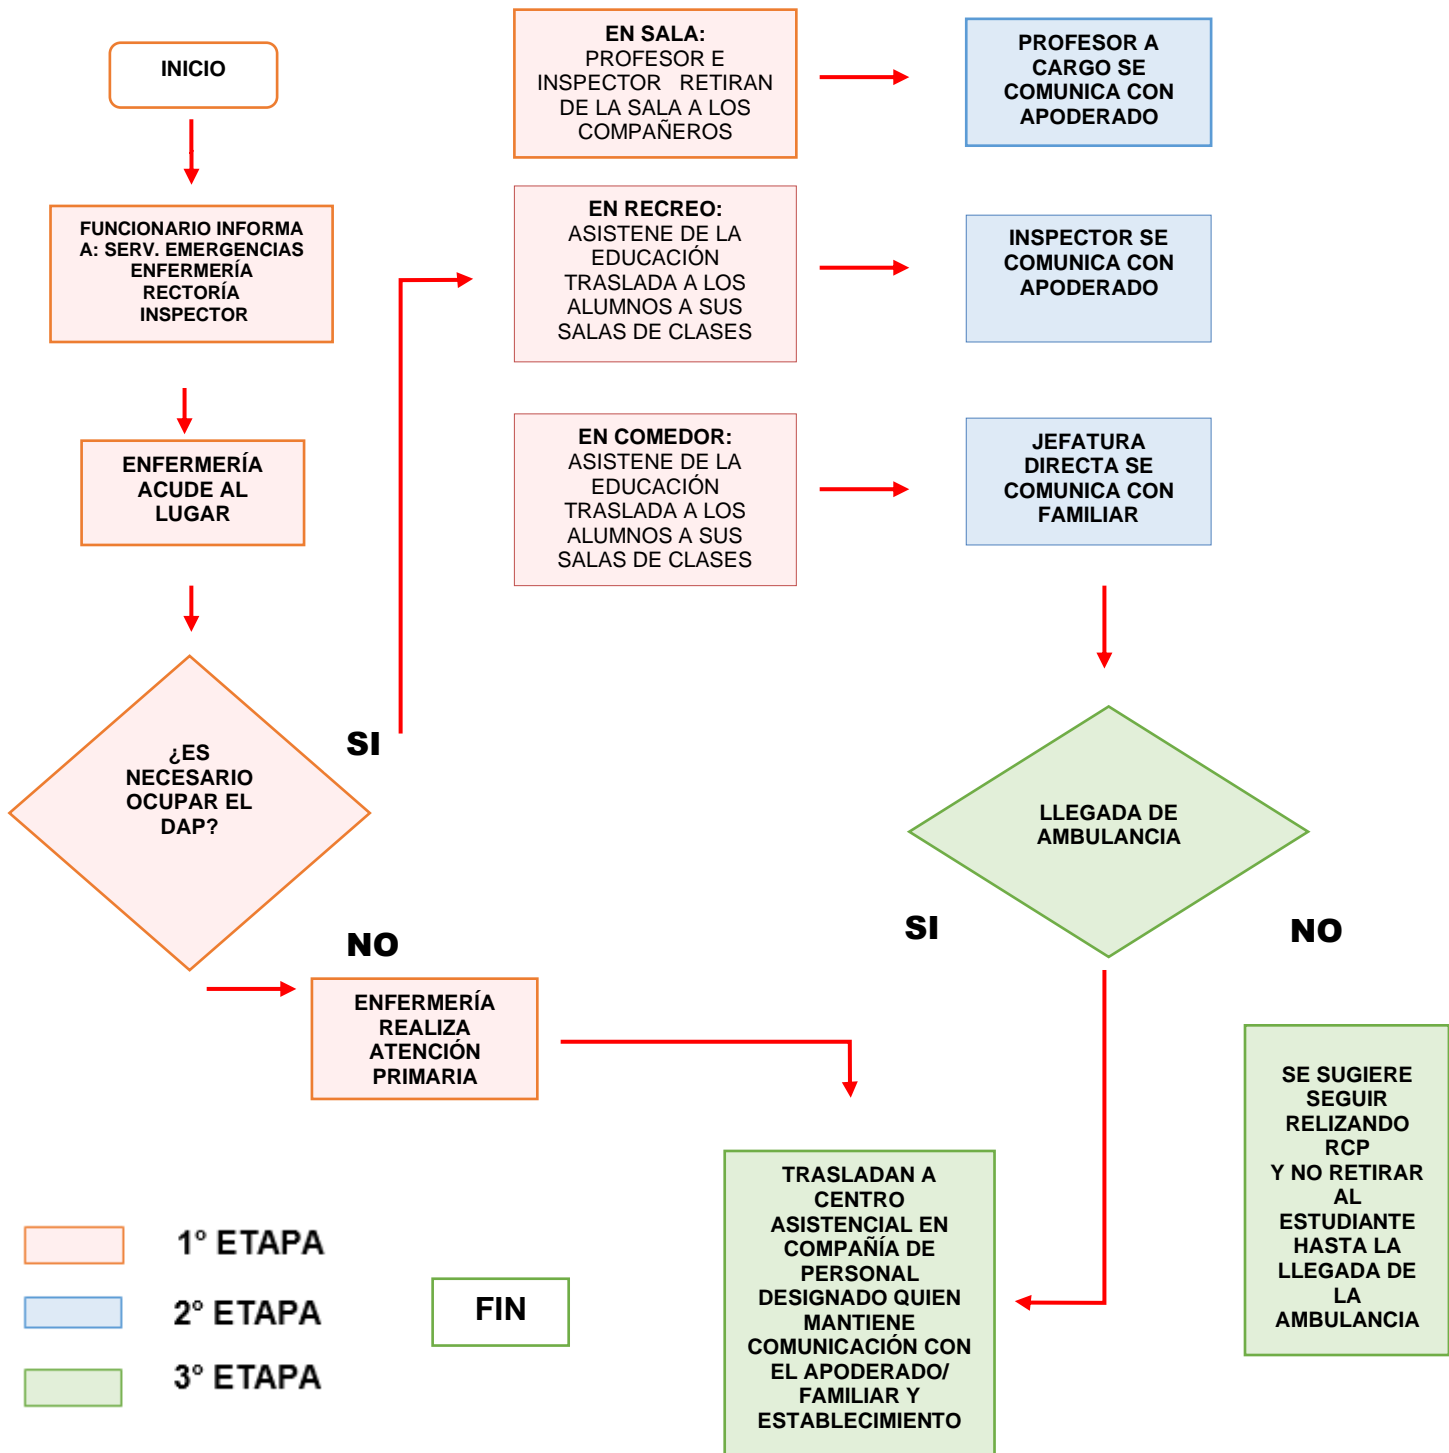 INICIO
FUNCIONARIO INFORMA
A: SERV. EMERGENCIAS
ENFERMERÍA
RECTORÍA
INSPECTOR
ENFERMERÍA
ACUDE AL
LUGAR
¿ES
NECESARIO
OCUPAR EL
DAP?
SI
NO
ENFERMERÍA
REALIZA
ATENCIÓN
PRIMARIA
EN SALA:
PROFESOR E
INSPECTOR RETIRAN
DE LA SALA A LOS
COMPAÑEROS
PROFESOR A
CARGO SE
COMUNICA CON
APODERADO
EN RECREO:
ASISTENE DE LA
EDUCACIÓN
TRASLADA A LOS
ALUMNOS A SUS
SALAS DE CLASES
INSPECTOR SE
COMUNICA CON
APODERADO
EN COMEDOR:
ASISTENE DE LA
EDUCACIÓN
TRASLADA A LOS
ALUMNOS A SUS
SALAS DE CLASES
JEFATURA
DIRECTA SE
COMUNICA CON
FAMILIAR
LLEGADA DE
AMBULANCIA
SI
NO
TRASLADAN A
CENTRO
ASISTENCIAL EN
COMPAÑÍA DE
PERSONAL
DESIGNADO QUIEN
MANTIENE
COMUNICACIÓN CON
EL APODERADO/
FAMILIAR Y
ESTABLECIMIENTO
SE SUGIERE
SEGUIR
RELIZANDO
RCP
Y NO RETIRAR
AL
ESTUDIANTE
HASTA LA
LLEGADA DE
LA
AMBULANCIA
1º ETAPA
2º ETAPA
3º ETAPA
FIN